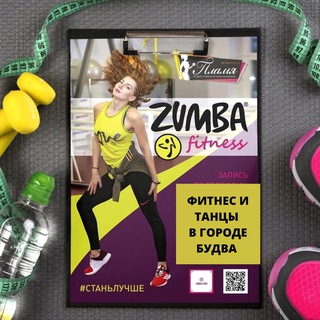 Пламя
ZUMBA®
fitness
ЗАПИСЬ
ФИТНЕС И
ТАНЦЫ
В ГОРОДЕ
БУДВА
#СТАНЬЛУЧШЕ